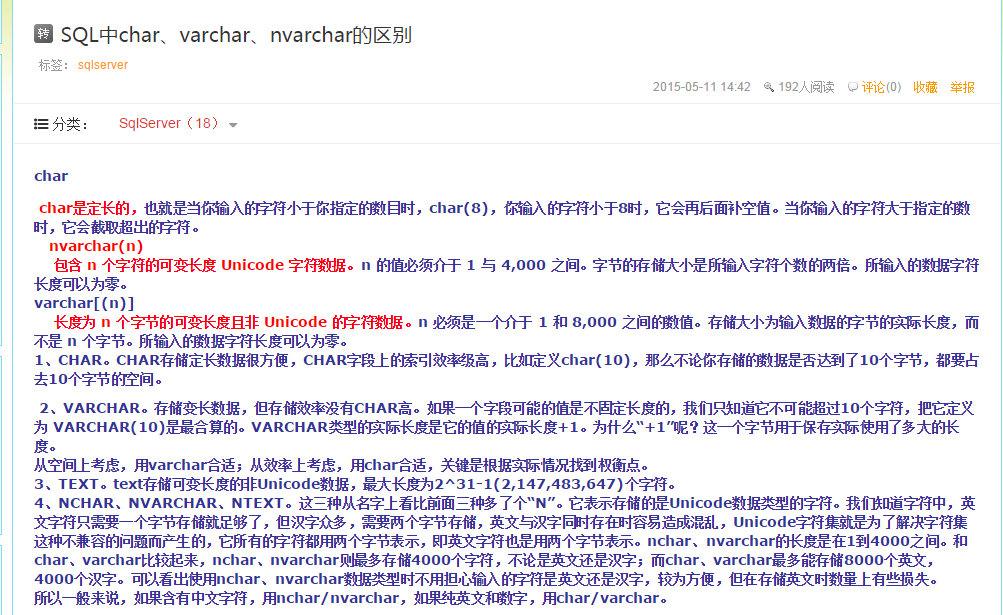 转 SQL中char、varchar、nvarchar的区别
标签： sqlserver
2015-05-11 14:42 192人阅读 评论(0) 收藏 举报
分类： SqlServer（18）
char
char是定长的，也就是当你输入的字符小于你指定的数目时，char(8)，你输入的字符小于8时，它会再后面补空值。当你输入的字符大于指定的数
时，它会截取超出的字符。
nvarchar(n)
包含 n 个字符的可变长度 Unicode 字符数据。n 的值必须介于 1 与 4,000 之间。字节的存储大小是所输入字符个数的两倍。所输入的数据字符
长度可以为零。
varchar[(n)]
长度为 n 个字节的可变长度且非 Unicode 的字符数据。n 必须是一个介于 1 和 8,000 之间的数值。存储大小为输入数据的字节的实际长度，而
不是 n 个字节。所输入的数据字符长度可以为零。
1、CHAR。CHAR存储定长数据很方便，CHAR字段上的索引效率级高，比如定义char(10)，那么不论你存储的数据是否达到了10个字节，都要占
去10个字节的空间。
2、VARCHAR。存储变长数据，但存储效率没有CHAR高。如果一个字段可能的值是不固定长度的，我们只知道它不可能超过10个字符，把它定义
为 VARCHAR(10)是最合算的。VARCHAR类型的实际长度是它的值的实际长度+1。为什么“+1”呢？这一个字节用于保存实际使用了多大的长
度。
从空间上考虑，用varchar合适；从效率上考虑，用char合适，关键是根据实际情况找到权衡点。
3、TEXT。text存储可变长度的非Unicode数据，最大长度为2^31-1(2,147,483,647)个字符。
4、NCHAR、NVARCHAR、NTEXT。这三种从名字上看比前面三种多了个“N”。它表示存储的是Unicode数据类型的字符。我们知道字符中，英
文字符只需要一个字节存储就足够了，但汉字众多，需要两个字节存储，英文与汉字同时存在时容易造成混乱，Unicode字符集就是为了解决字符集
这种不兼容的问题而产生的，它所有的字符都用两个字节表示，即英文字符也是用两个字节表示。nchar、nvarchar的长度是在1到4000之间。和
char、varchar比较起来，nchar、nvarchar则最多存储4000个字符，不论是英文还是汉字；而char、varchar最多能存储8000个英文，
4000个汉字。可以看出使用nchar、nvarchar数据类型时不用担心输入的字符是英文还是汉字，较为方便，但在存储英文时数量上有些损失。
所以一般来说，如果含有中文字符，用nchar/nvarchar，如果纯英文和数字，用char/varchar。